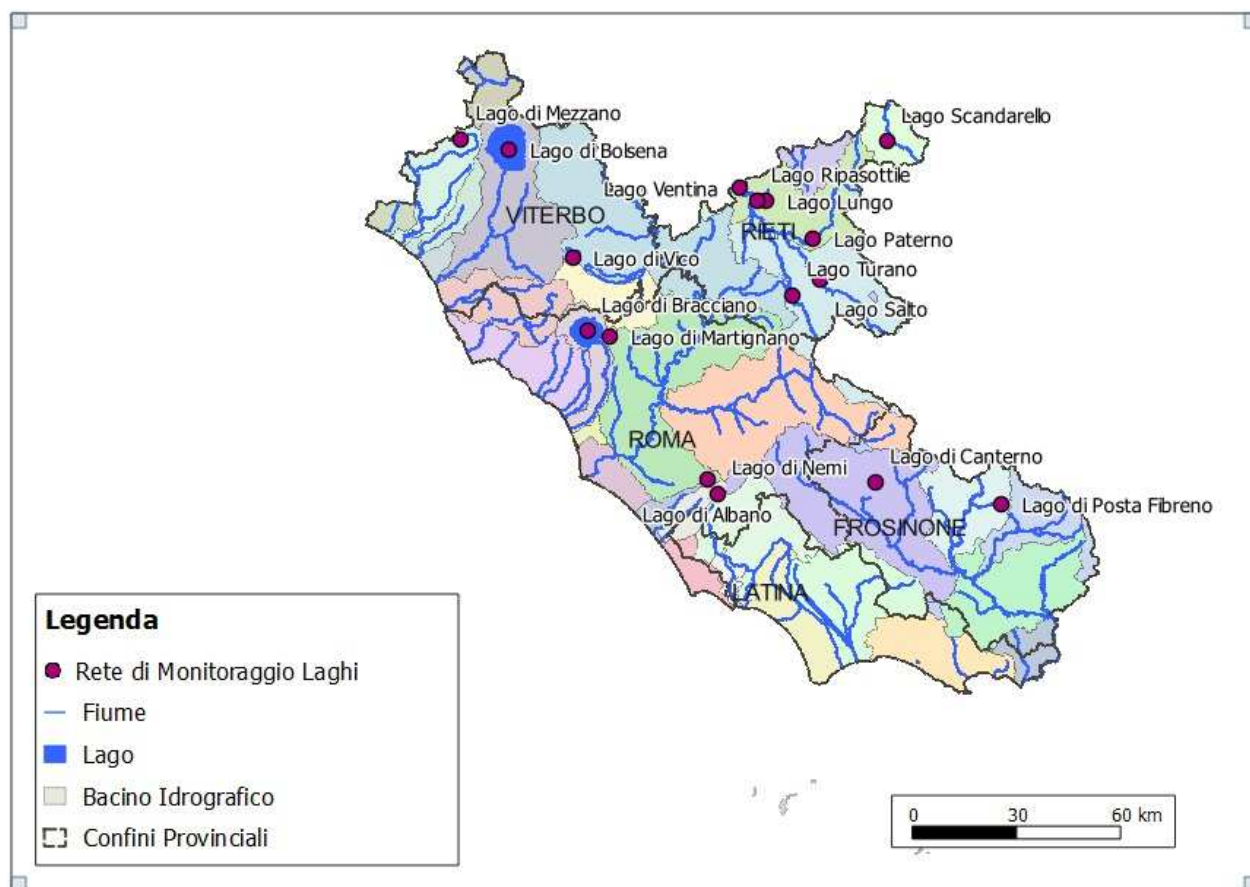 Lago di Mezzano
Lago Scandarello
Lago di Bolsena
Lago Ripasottile
Lago Ventina
Lago Lungo
VITERBO
RIETI
Lago Paterno
Lago di Vico
Lago Turano
Lago di Bracciano
Lago Salto
Lago di Martignano
ROMA
Lago di Nemi
Lago di Canterno
Lago di Albano
Lago di Posta Fibreno
FROSINONE
LATINA
Legenda
Rete di Monitoraggio Laghi
Fiume
Lago
Bacino Idrografico
Confini Provinciali
0 30 60 km